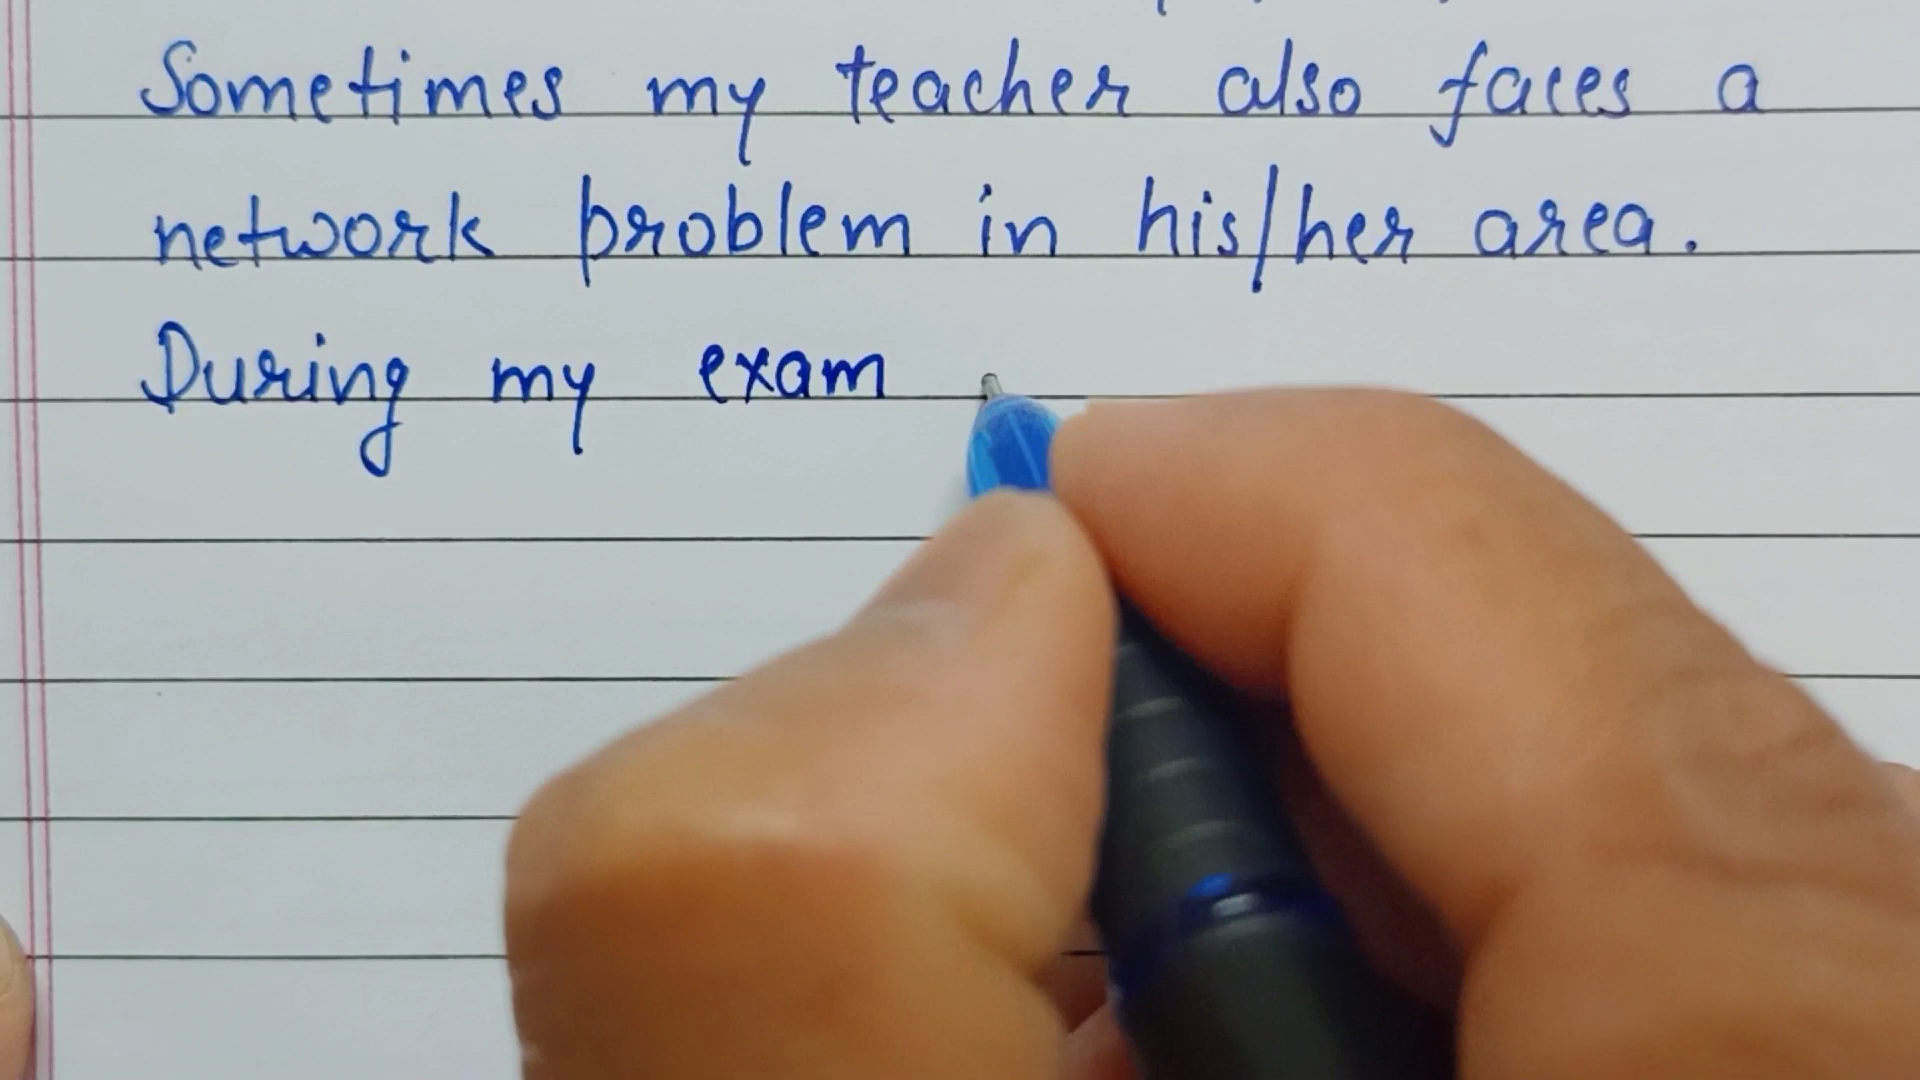 Sometimes my teacher also faces a
network problem in his/her area.
During my exam